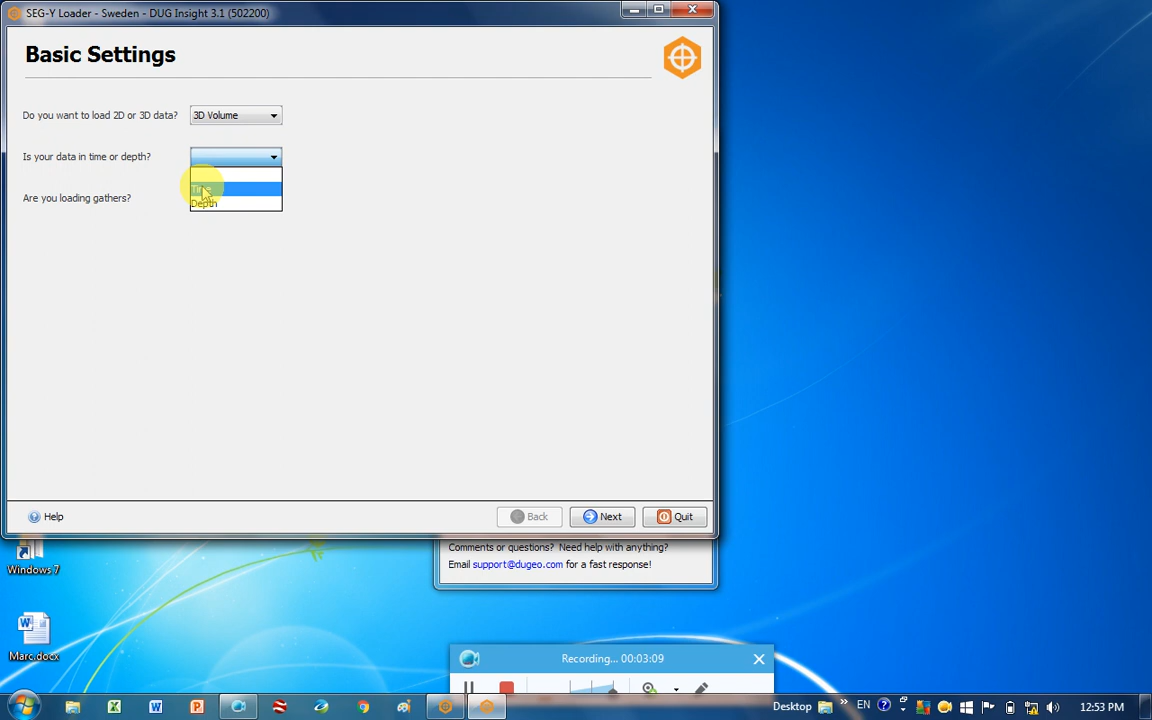 SEG-Y Loader - Sweden - DUG Insight 3.1 (502200)
Basic Settings
Do you want to load 2D or 3D data?
3D Volume
Is your data in time or depth?
Time
Are you loading gathers?
Depth
Help
Back
Next
Quit
Comments or questions? Need help with anything?
Email support@dugeo.com for a fast response!
Windows 7
Marc.docx
Recording... 00:03:09
Desktop
EN
12:53 PM